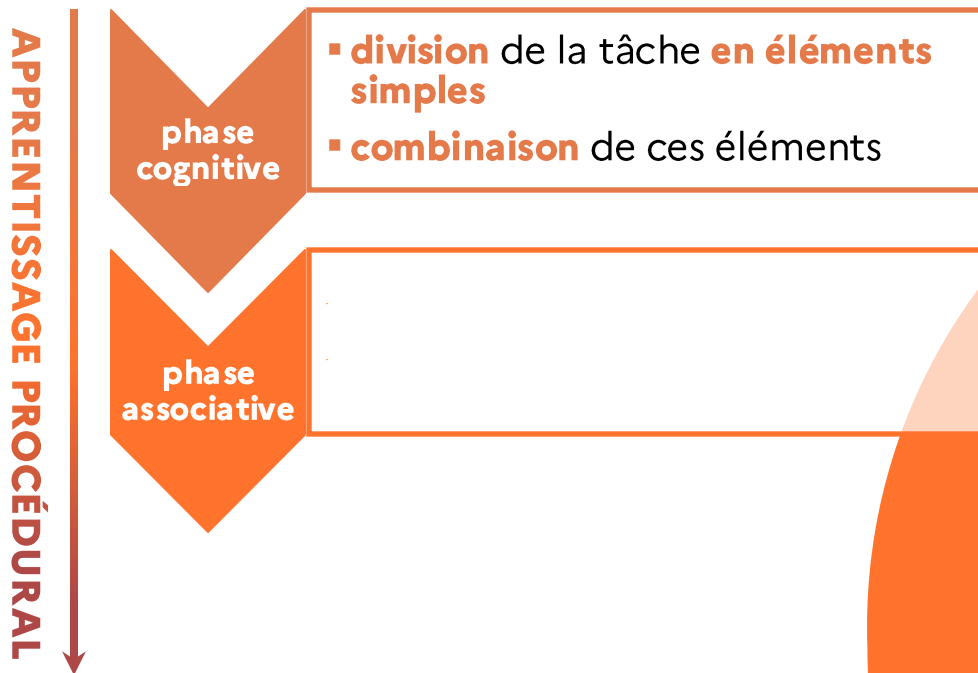 APPRENTISSAGE PROCÉDURAL
phase
cognitive
▪ division de la tâche en éléments
simples
▪ combinaison de ces éléments
phase
associative